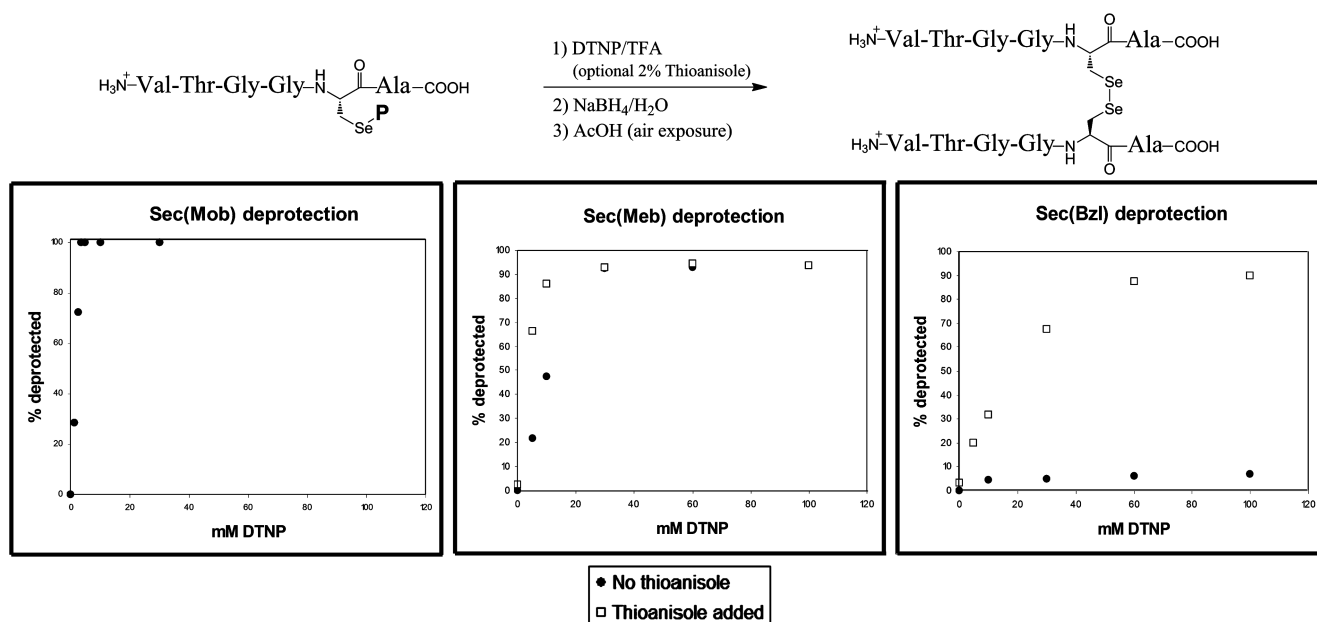 H3N+–Val-Thr-Gly-Gly–N H O Ala–COOH
Se P
1) DTNP/TFA
(optional 2% Thioanisole)
2) NaBH4/H2O
3) AcOH (air exposure)
H3N+–Val-Thr-Gly-Gly–N H O Ala–COOH
Se
Se
H3N+–Val-Thr-Gly-Gly–N H O Ala–COOH
Sec(Mob) deprotection
% deprotected
100
80
60
40
20
0
0 20 40 60 80 100 120
mM DTNP
Sec(Meb) deprotection
% deprotected
100
90
80
70
60
50
40
30
20
10
0
0 20 40 60 80 100 120
mM DTNP
Sec(Bzl) deprotection
% deprotected
100
90
80
70
60
50
40
30
20
10
0
0 20 40 60 80 100 120
mM DTNP
No thioanisole
Thioanisole added